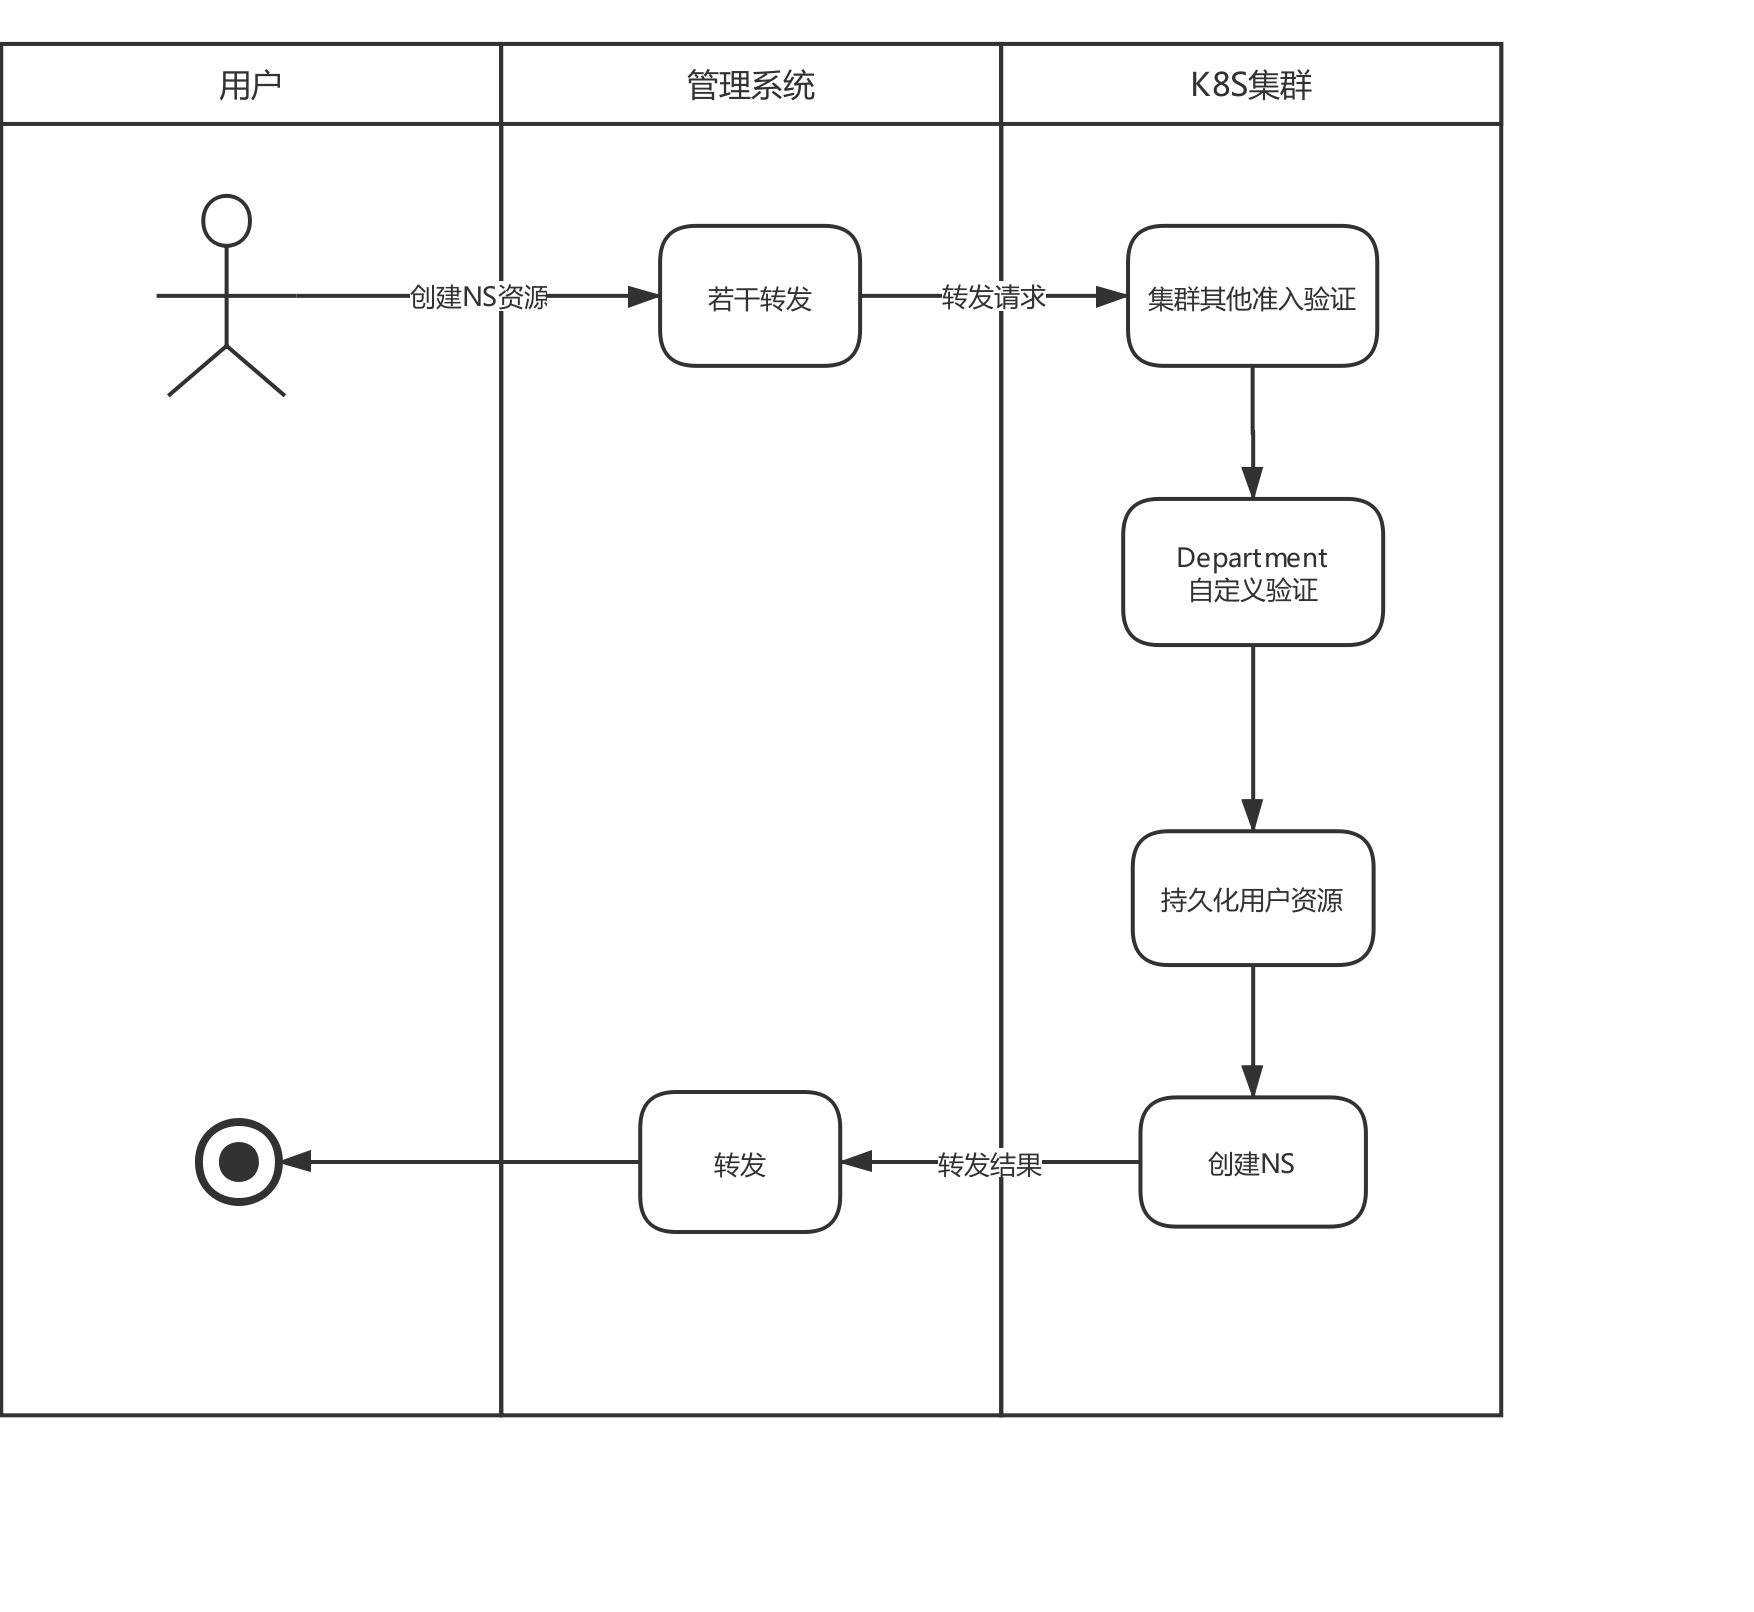 用户
管理系统
K8S集群
创建NS资源
若干转发
转发请求
集群其他准入验证
Department
自定义验证
持久化用户资源
转发
转发结果
创建NS